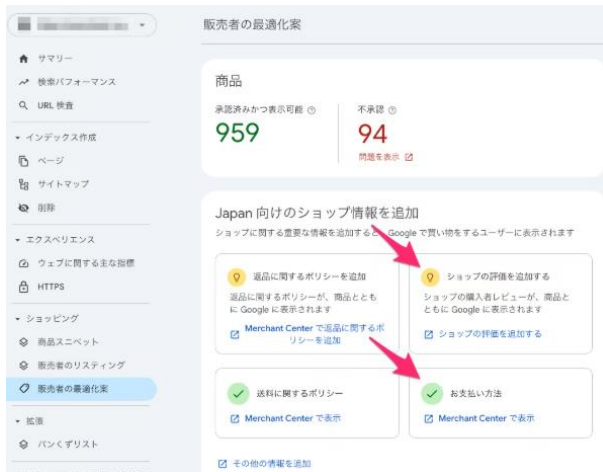 販売者の最適化案
サマリー
検索パフォーマンス
URL 検査
インデックス作成
ページ
サイトマップ
削除
エクスペリエンス
ウェブに関する主な指標
HTTPS
ショッピング
商品スニペット
販売者のリスティング
販売者の最適化案
拡張
パンくずリスト
商品
承認済みかつ表示可能
959
不承認
94
問題を表示
Japan 向けのショップ情報を追加
ショップに関する重要な情報を追加すると、Google で買い物をするユーザーに表示されます
返品に関するポリシーを追加
返品に関するポリシーが、商品ととも
に Google に表示されます
Merchant Center で返品に関するポ
リシーを追加
ショップの評価を追加する
ショップの購入者レビューが、商品と
ともに Google に表示されます
ショップの評価を追加する
送料に関するポリシー
Merchant Center で表示
お支払い方法
Merchant Center で表示
その他の情報を追加